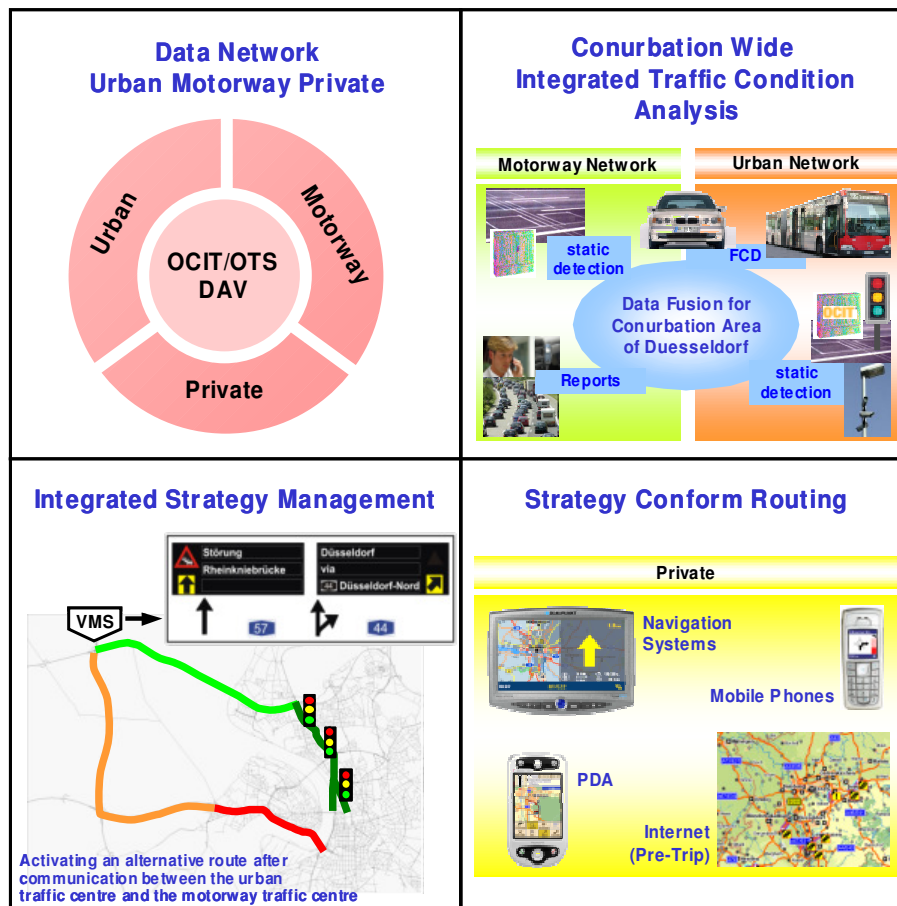 Data Network
Urban Motorway Private
Urban
Motorway
OCIT/OTS
DAV
Private
Conurbation Wide
Integrated Traffic Condition
Analysis
Motorway Network
Urban Network
static
detection
FCD
Data Fusion for
Conurbation Area
of Duesseldorf
OCIT
Reports
static
detection
Integrated Strategy Management
Störung
Rheinkniebrücke
Düsseldorf
via
44 Düsseldorf-Nord
57
44
VMS
Activating an alternative route after
communication between the urban
traffic centre and the motorway traffic centre
Strategy Conform Routing
Private
BLAUPUNKT
Navigation
Systems
Mobile Phones
PDA
Internet
(Pre-Trip)